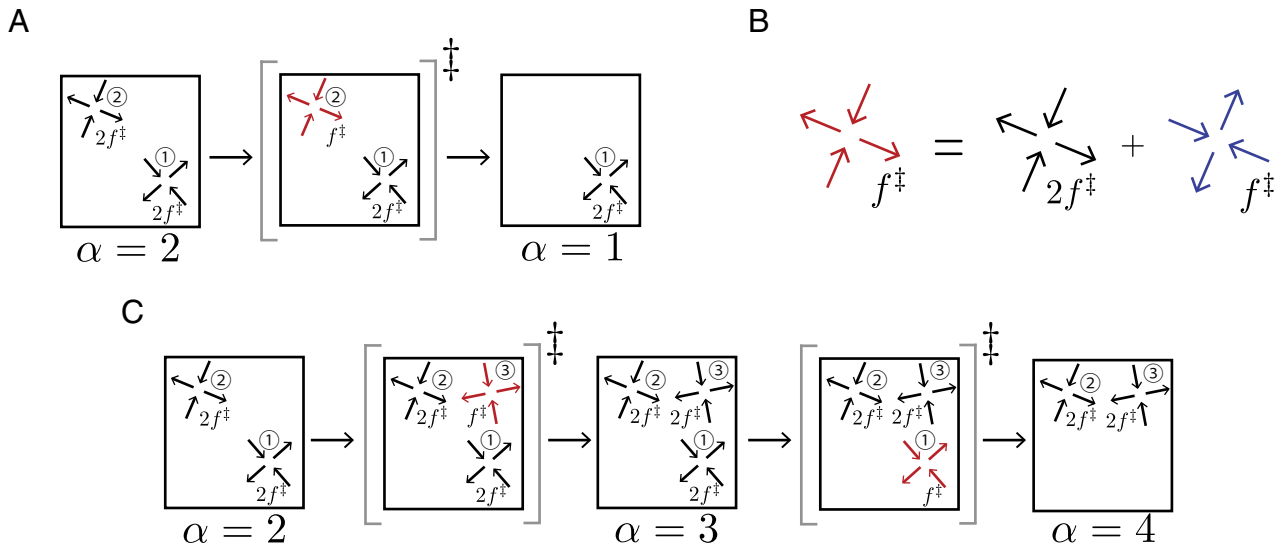 A
‡
② ② 
① ① ①
2f‡ f‡
2f‡ 2f‡ 2f‡
α = 2 α = 1
B
f‡ = 2f‡ + f‡
C
‡ ‡
② ② ③ ② ③ ② ③ ② ③
2f‡ 2f‡ f‡ 2f‡ 2f‡ 2f‡ 2f‡ 2f‡ 2f‡
① ① ① ①
2f‡ 2f‡ 2f‡ f‡
α = 2 α = 3 α = 4